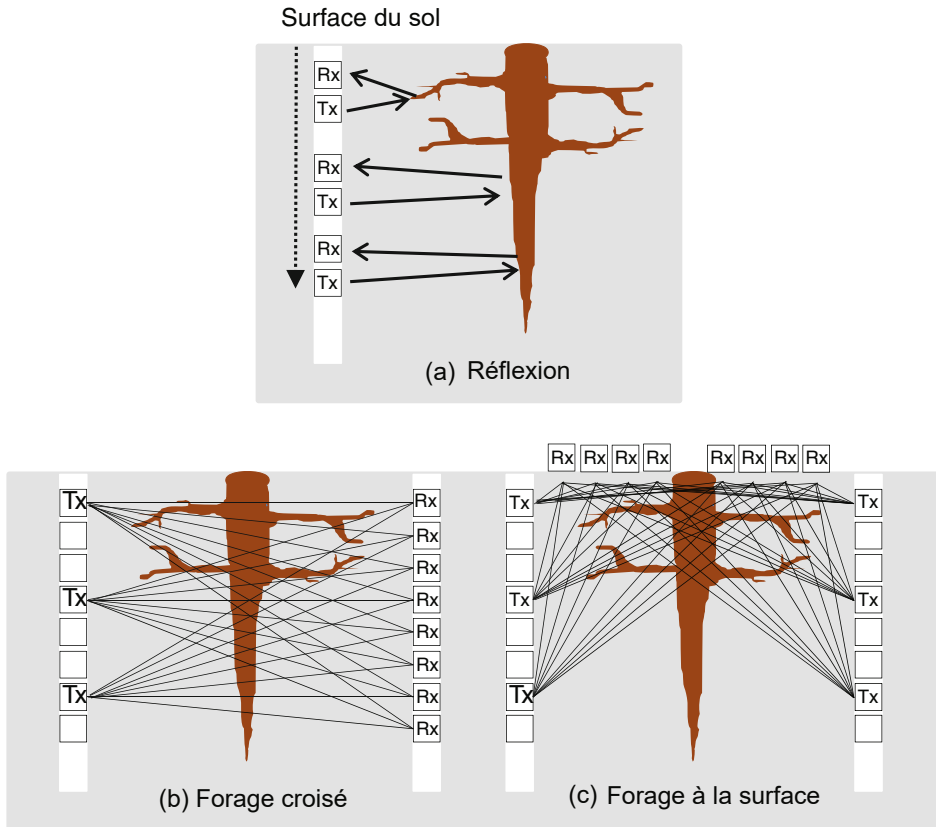 Surface du sol
Rx
Tx
Rx
Tx
Rx
Tx
(a) Réflexion
Tx
Tx
Tx
Rx
Rx
Rx
Rx
Rx
Rx
Rx
Rx
(b) Forage croisé
Rx Rx Rx Rx Rx Rx Rx Rx
Tx
Tx
Tx
Tx
Tx
Tx
(c) Forage à la surface